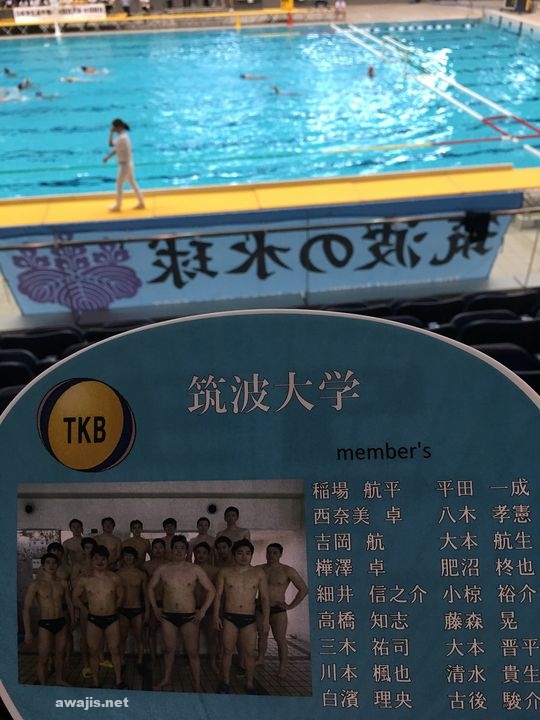 筑波の水球
筑波大学
TKB
member's
稲場 航平 平田 一成
西奈美 卓 八木 孝憲
吉岡 航 大本 航生
樺澤 卓 肥沼 柊也
細井 信之介 小椋 裕介
高橋 知志 藤森 晃
三木 祐司 大本 晋平
川本 楓也 清水 貴生
白濱 理央 古後 駿介
awajis.net